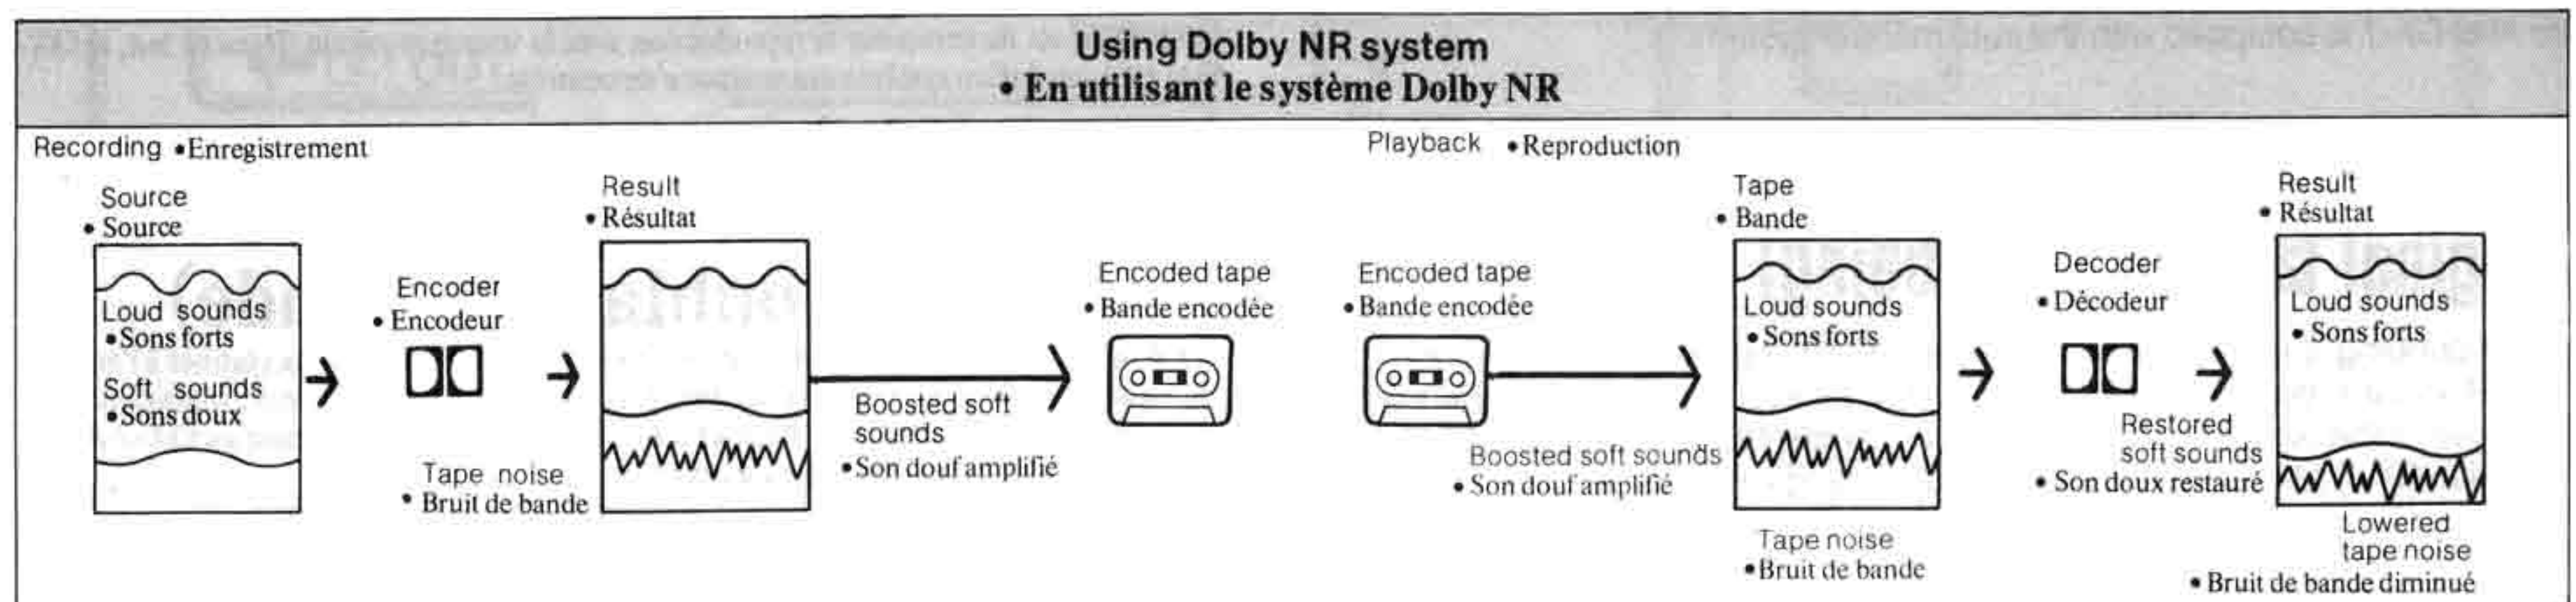 Using Dolby NR system
• En utilisant le système Dolby NR
Recording • Enregistrement
Playback • Reproduction
Source
• Source
Loud sounds
• Sons forts
Soft sounds
• Sons doux
Encoder
• Encodeur
Tape noise
• Bruit de bande
Result
• Résultat
Boosted soft
sounds
• Son douf amplifié
Encoded tape
• Bande encodée
Encoded tape
• Bande encodée
Boosted soft sounds
• Son douf amplifié
Tape
• Bande
Loud sounds
• Sons forts
Tape noise
• Bruit de bande
Decoder
• Décodeur
Restored
soft sounds
• Son doux restauré
Result
• Résultat
Loud sounds
• Sons forts
Lowered
tape noise
• Bruit de bande diminué